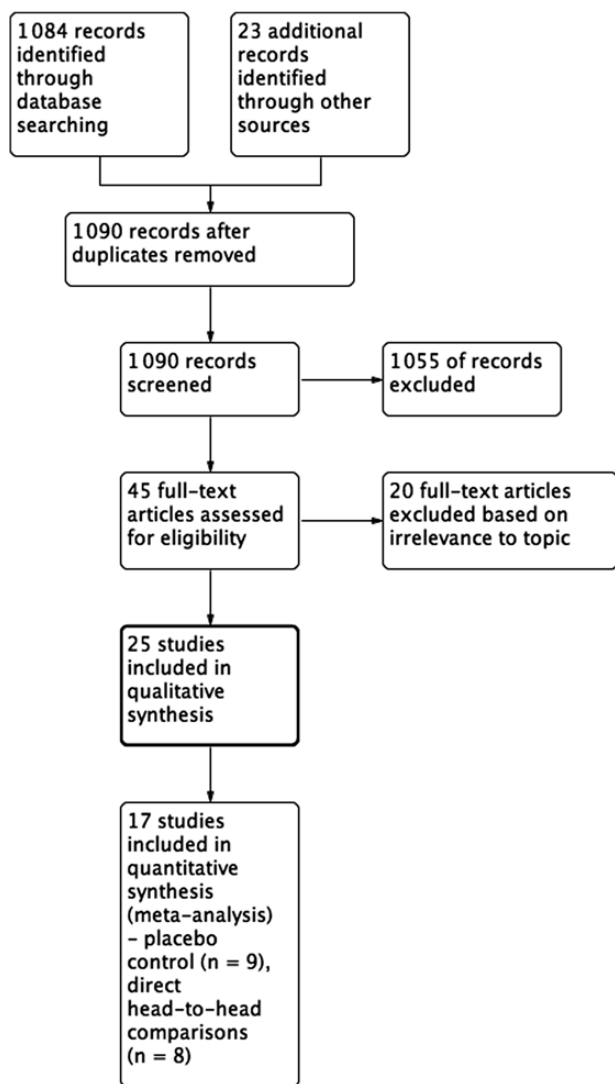 1084 records
identified
through
database
searching
23 additional
records
identified
through other
sources
1090 records after
duplicates removed
1090 records
screened
1055 of records
excluded
45 full-text
articles assessed
for eligibility
20 full-text articles
excluded based on
irrelevance to topic
25 studies
included in
qualitative
synthesis
17 studies
included in
quantitative
synthesis
(meta-analysis)
– placebo
control (n = 9),
direct
head-to-head
comparisons
(n = 8)